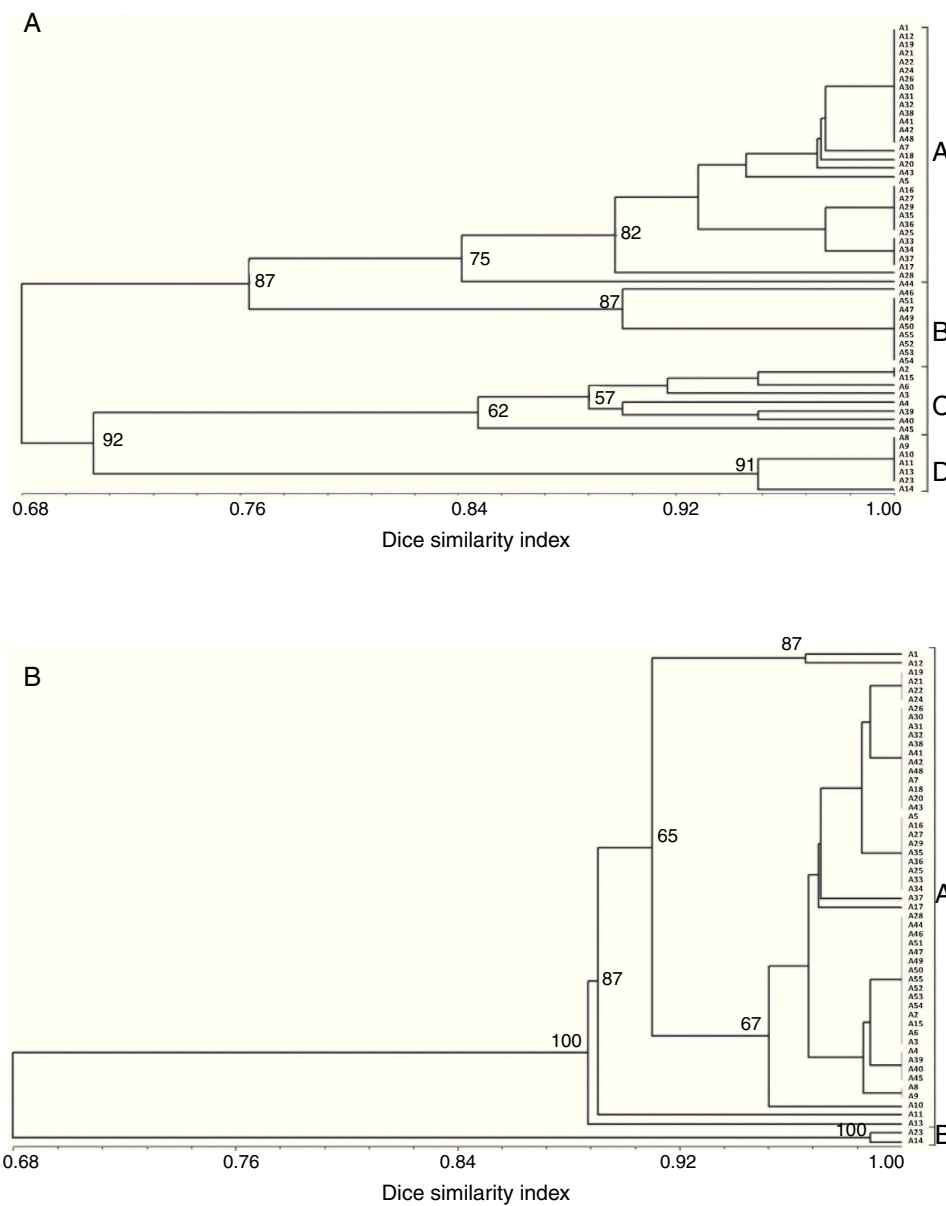 A
A1
A12
A19
A21
A22
A24
A26
A30
A31
A32
A38
A41
A42
A48
A7
A18
A20
A43
A5
A16
A27
A29
A35
A36
A25
A33
A34
A37
A17
A28
A44
A46
A51
A47
A49
A50
A55
A52
A53
A54
A2
A15
A6
A3
A4
A39
A40
A45
A8
A9
A10
A11
A13
A23
A14
A
B
C
D
82
75
87
87
57
62
92
91
0.68 0.76 0.84 0.92 1.00
Dice similarity index
B
A1
A12
A19
A21
A22
A24
A26
A30
A31
A32
A38
A41
A42
A48
A7
A18
A20
A43
A5
A16
A27
A29
A35
A36
A25
A33
A34
A37
A17
A28
A44
A46
A51
A47
A49
A50
A55
A52
A53
A54
A2
A15
A6
A3
A4
A39
A40
A45
A8
A9
A10
A11
A13
A23
A14
A
87
65
87
67
100
100
0.68 0.76 0.84 0.92 1.00
Dice similarity index